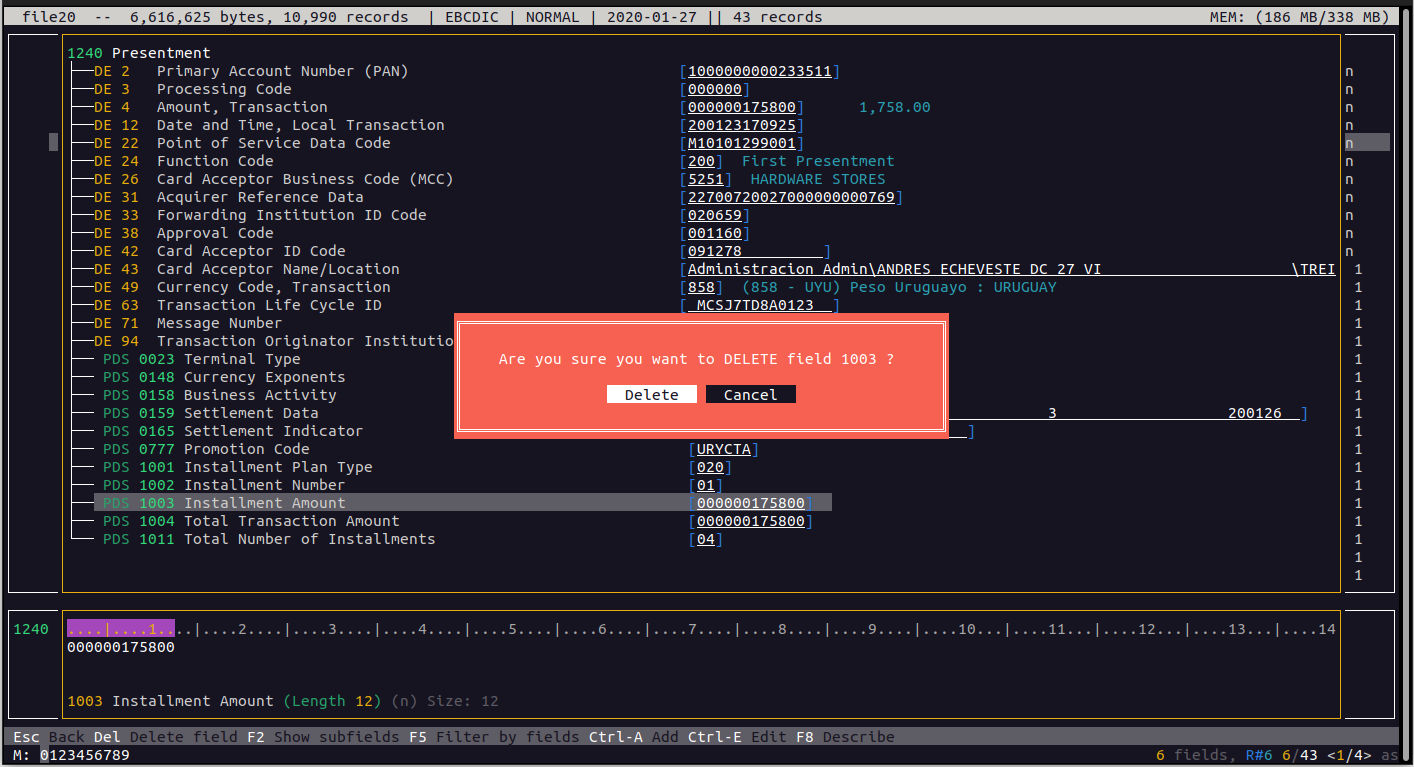 file20  --  6,616,625 bytes, 10,990 records  | EBCDIC | NORMAL | 2020-01-27 || 43 records MEM: (186 MB/338 MB)
1240 Presentment
DE 2 Primary Account Number (PAN) [1000000000233511] n
DE 3 Processing Code [000000] n
DE 4 Amount, Transaction [000000175800] 1,758.00 n
DE 12 Date and Time, Local Transaction [200123170925] n
DE 22 Point of Service Data Code [M10101299001] n
DE 24 Function Code [200] First Presentment n
DE 26 Card Acceptor Business Code (MCC) [5251] HARDWARE STORES n
DE 31 Acquirer Reference Data [22700720027000000000769] n
DE 33 Forwarding Institution ID Code [020659] n
DE 38 Approval Code [001160] n
DE 42 Card Acceptor ID Code [091278         ] n
DE 43 Card Acceptor Name/Location [Administracion Admin\ANDRES ECHEVESTE DC 27 VI                     \TREI 1
DE 49 Currency Code, Transaction [858] (858 - UYU) Peso Uruguayo : URUGUAY 1
DE 63 Transaction Life Cycle ID [ MCSJ7TD8A0123  ] 1
DE 71 Message Number 1
DE 94 Transaction Originator Institutio 1
PDS 0023 Terminal Type 1
Are you sure you want to DELETE field 1003 ?
PDS 0148 Currency Exponents 1
PDS 0158 Business Activity 1
Delete Cancel
PDS 0159 Settlement Data 3 200126  ] 1
PDS 0165 Settlement Indicator ] 1
PDS 0777 Promotion Code [URYCTA] 1
PDS 1001 Installment Plan Type [020] 1
PDS 1002 Installment Number [01] 1
PDS 1003 Installment Amount [000000175800] 1
PDS 1004 Total Transaction Amount [000000175800] 1
PDS 1011 Total Number of Installments [04] 1
1
1
1240 ....|....1....|....2....|....3....|....4....|....5....|....6....|....7....|....8....|....9....|....10...|....11...|....12...|....13...|....14
000000175800
1003 Installment Amount (Length 12) (n) Size: 12
Esc Back Del Delete field F2 Show subfields F5 Filter by fields Ctrl-A Add Ctrl-E Edit F8 Describe
M: 0123456789 6 fields, R#6 6/43 <1/4> as